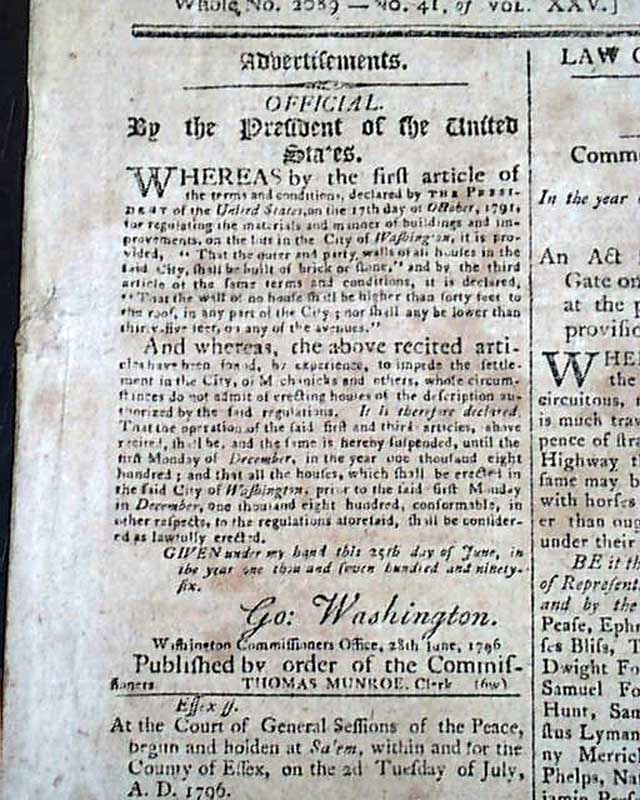 Whole No. 2089 — No. 41, of VOL. XXV.]
Advertisements.
OFFICIAL.
By the President of the United
States.
WHEREAS by the first article of
the terms and conditions, declared by THE PRESI-
DENT of the United States, on the 17th day of October, 1791,
for regulating the materials and manner of buildings and im-
provements, on the lots in the City of Washington, it is pro-
vided, " That the outer and party walls of all houses in the
said City, shall be built of brick or stone," and by the third
article of the same terms and conditions, it is declared,
" That the wall of no house shall be higher than forty feet to
the roof, in any part of the City ; nor shall any be lower than
thirty-five feet, on any of the avenues."
And whereas, the above recited arti-
cles have been found, by experience, to impede the settle-
ment in the City, of Mechanicks and others, whose circum-
stances do not admit of erecting houses of the description au-
thorized by the said regulations. It is therefore declared,
That the operation of the said first and third articles, above
recited, shall be, and the same is hereby suspended, until the
first Monday of December, in the year one thousand eight
hundred ; and that all the houses, which shall be erected in
the said City of Washington, prior to the said first Monday
in December, one thousand eight hundred, conformable, in
other respects, to the regulations aforesaid, shall be consider-
ed as lawfully erected.
GIVEN under my hand this 25th day of June, in
the year one thousand seven hundred and ninety-
six.
Go: Washington.
Washington Commissioners Office, 28th June, 1796
Published by order of the Commis-
sioners THOMAS MUNROE, Clerk (6w)
Essex ss.
At the Court of General Sessions of the Peace,
begun and holden at Salem, within and for the
County of Essex, on the 2d Tuesday of July,
A. D. 1796.
LAW
Comm
In the year
An Act
Gate on
at the
provisi
WHE
the
circuitous,
is much trav
pence of stra
Highway th
same may b
with horses
er than oug
under their
BE it th
of Represent
and by the
Pease, Ephr
ses Bliss, T
Dwight Fo
Samuel Fo
Hunt, Sam
stus Lyman
ny Merric
Phelps, Nat